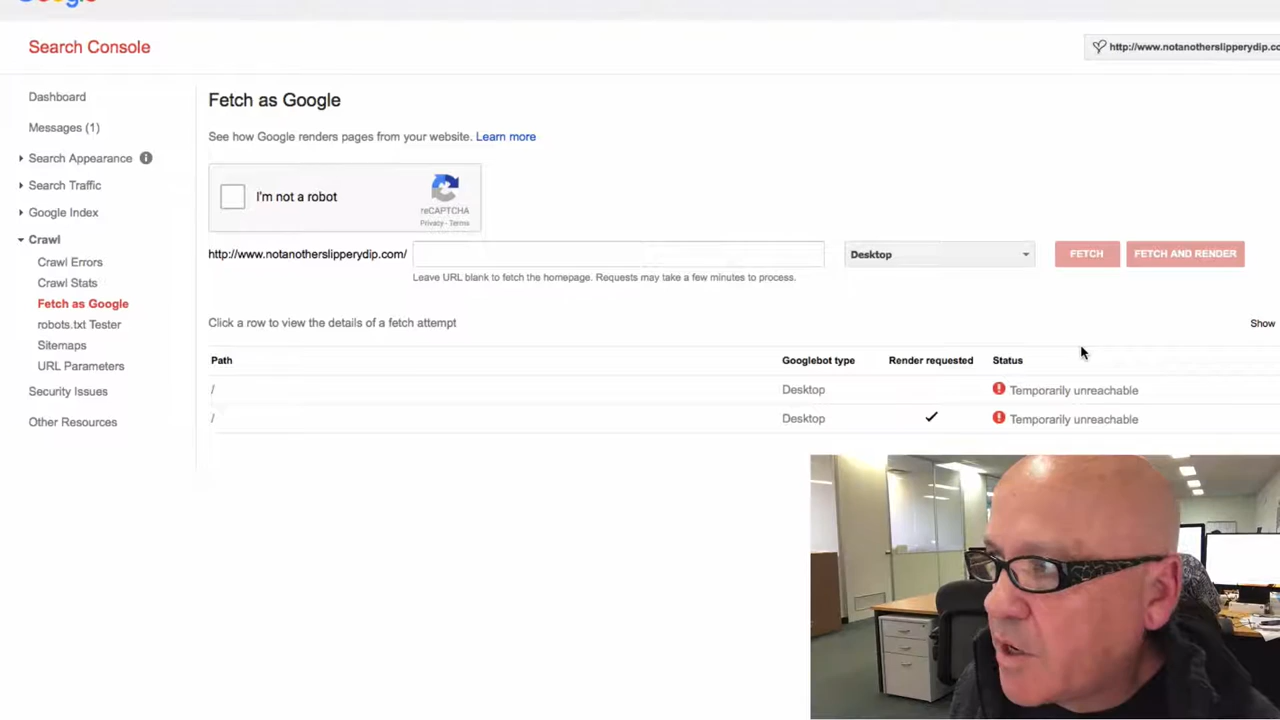 Google
Search Console
http://www.notanotherslipperydip.co
Dashboard
Messages (1)
Search Appearance
Search Traffic
Google Index
Crawl
Crawl Errors
Crawl Stats
Fetch as Google
robots.txt Tester
Sitemaps
URL Parameters
Security Issues
Other Resources
Fetch as Google
See how Google renders pages from your website. Learn more
I'm not a robot
reCAPTCHA
Privacy - Terms
http://www.notanotherslipperydip.com/
Desktop
FETCH
FETCH AND RENDER
Leave URL blank to fetch the homepage. Requests may take a few minutes to process.
Click a row to view the details of a fetch attempt
Show
Path Googlebot type Render requested Status
/ Desktop Temporarily unreachable
/ Desktop Temporarily unreachable